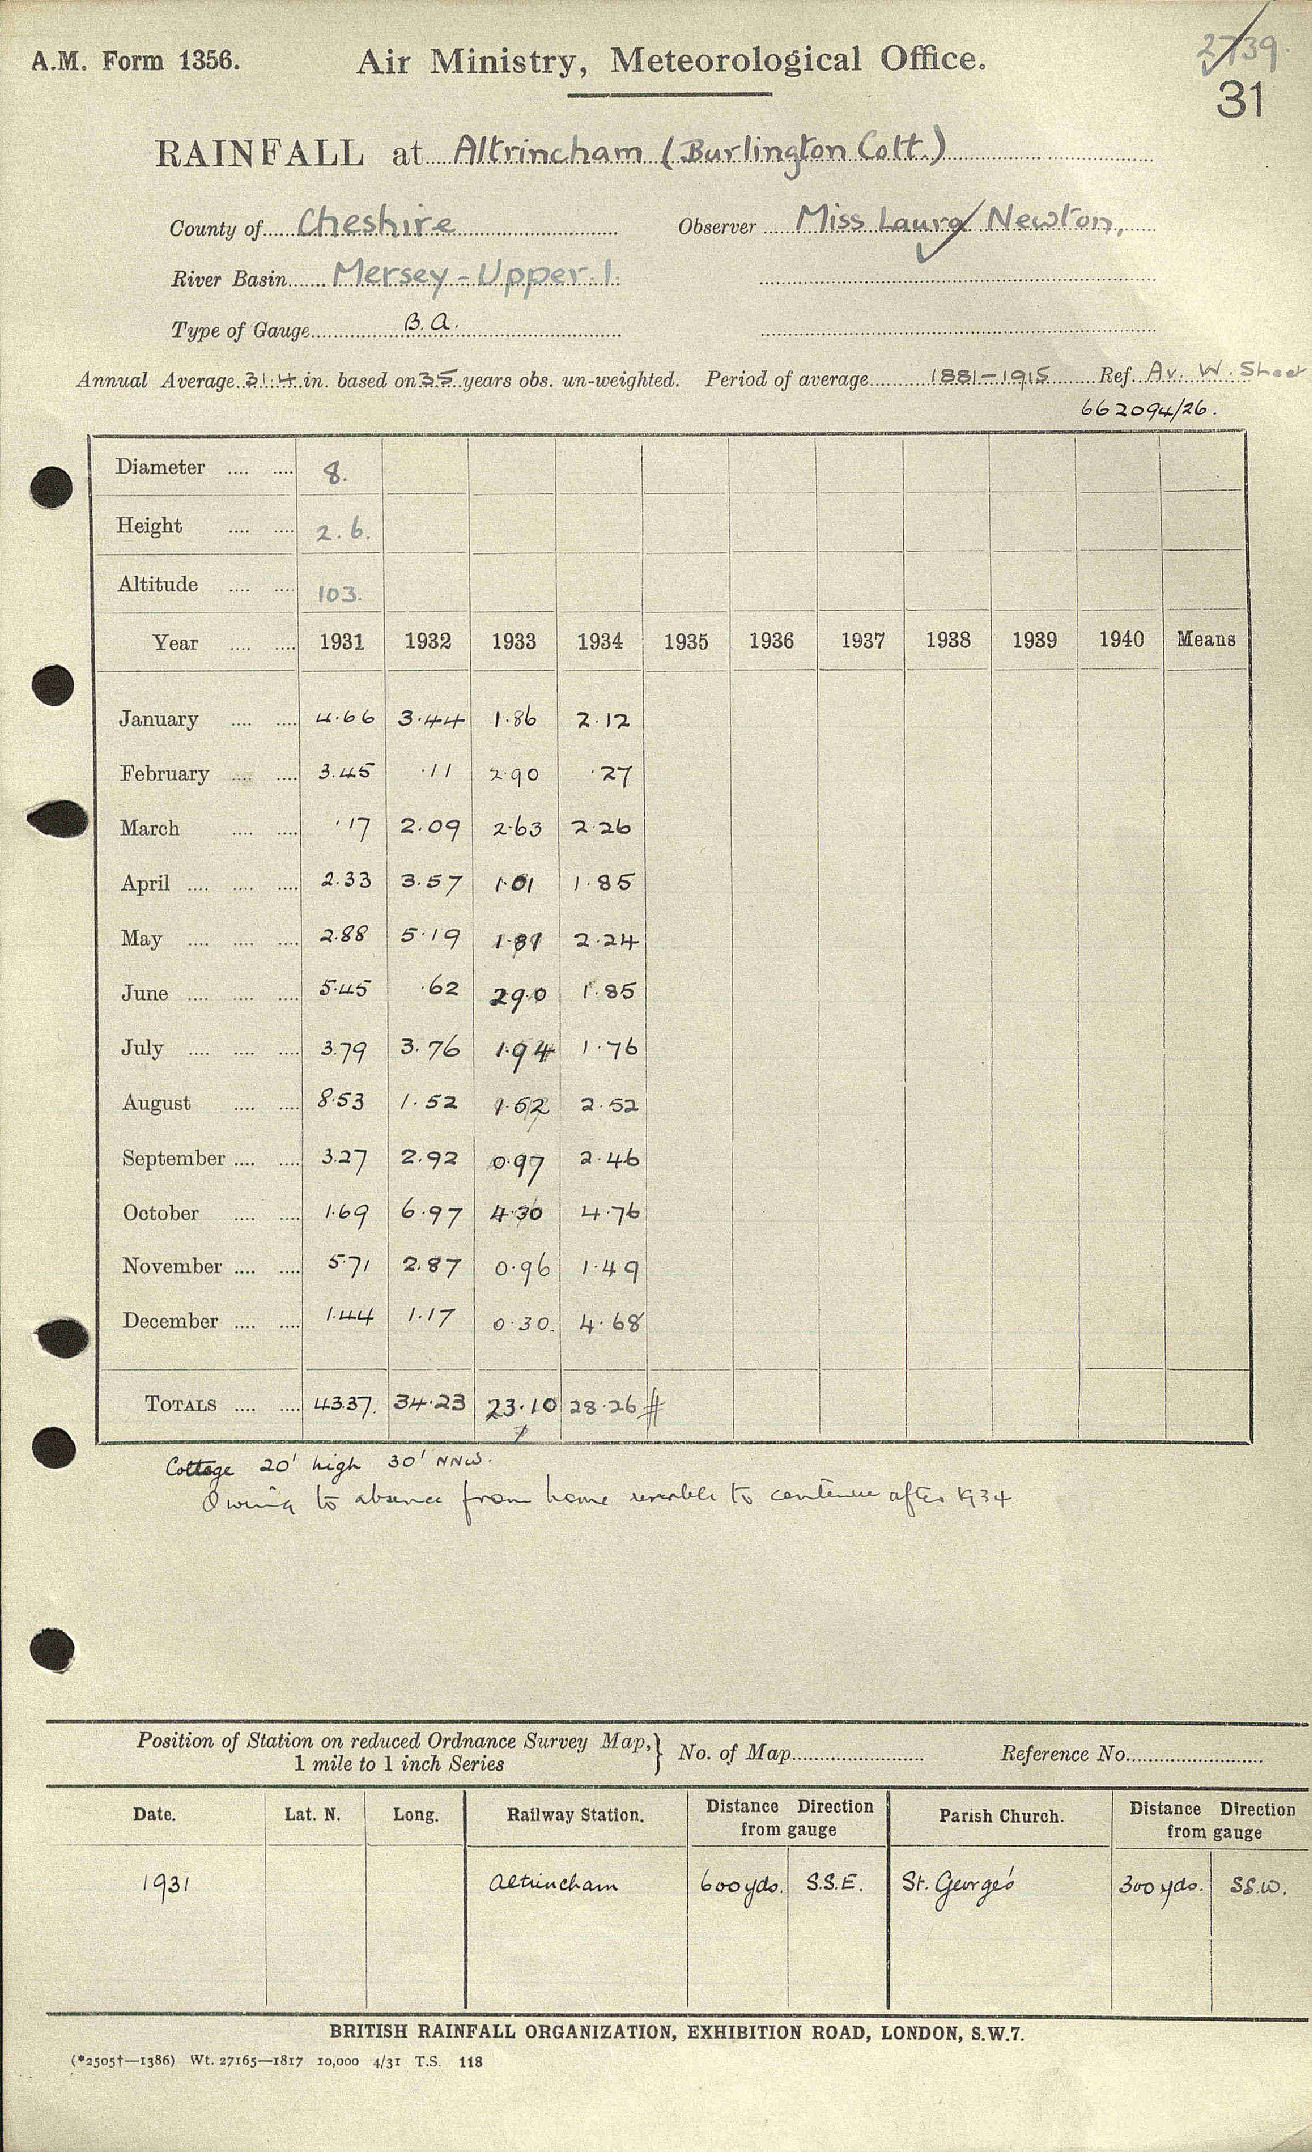 A.M. Form 1356.
Air Ministry, Meteorological Office.
2739.
31
RAINFALL at Altrincham (Burlington Cott.)
County of Cheshire Observer Miss Laura Newton,
River Basin Mersey - Upper. 1.
Type of Gauge B.A.
Annual Average 31.4 in. based on 35 years obs. un-weighted. Period of average 1881-1915 Ref. Av. W. Sheet
662094/26.
Diameter 8.
Height 2.6.
Altitude 103.
Year 1931 1932 1933 1934 1935 1936 1937 1938 1939 1940 Means
January 4.66 3.44 1.86 2.12
February 3.45 .11 2.90 .27
March .17 2.09 2.63 2.26
April 2.33 3.57 1.01 1.85
May 2.88 5.19 1.81 2.24
June 5.45 .62 2.90 1.85
July 3.79 3.76 1.94 1.76
August 8.53 1.52 1.52 2.52
September 3.27 2.92 0.97 2.46
October 1.69 6.97 4.30 4.76
November 5.71 2.87 0.96 1.49
December 1.44 1.17 0.30. 4.68
TOTALS 43.37. 34.23 23.10 28.26 #
Cottage 20' high 30' NNW.
Owing to absence from home unable to continue after 1934
Position of Station on reduced Ordnance Survey Map, } No. of Map Reference No.
1 mile to 1 inch Series
Date. Lat. N. Long. Railway Station. Distance Direction from gauge Parish Church. Distance Direction from gauge
1931 Altrincham 600 yds. S.S.E. St. George's 300 yds. SS.W.
BRITISH RAINFALL ORGANIZATION, EXHIBITION ROAD, LONDON, S.W.7.
(*2505†—1386) Wt. 27165—1817 10,000 4/31 T.S. 118